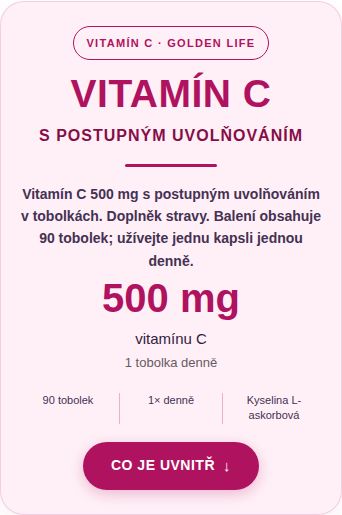 VITAMÍN C · GOLDEN LIFE
VITAMÍN C
S POSTUPNÝM UVOLŇOVÁNÍM
Vitamín C 500 mg s postupným uvolňováním
v tobolkách. Doplněk stravy. Balení obsahuje
90 tobolek; užívejte jednu kapsli jednou
denně.
500 mg
vitamínu C
1 tobolka denně
90 tobolek
1× denně
Kyselina L-
askorbová
CO JE UVNITŘ ↓